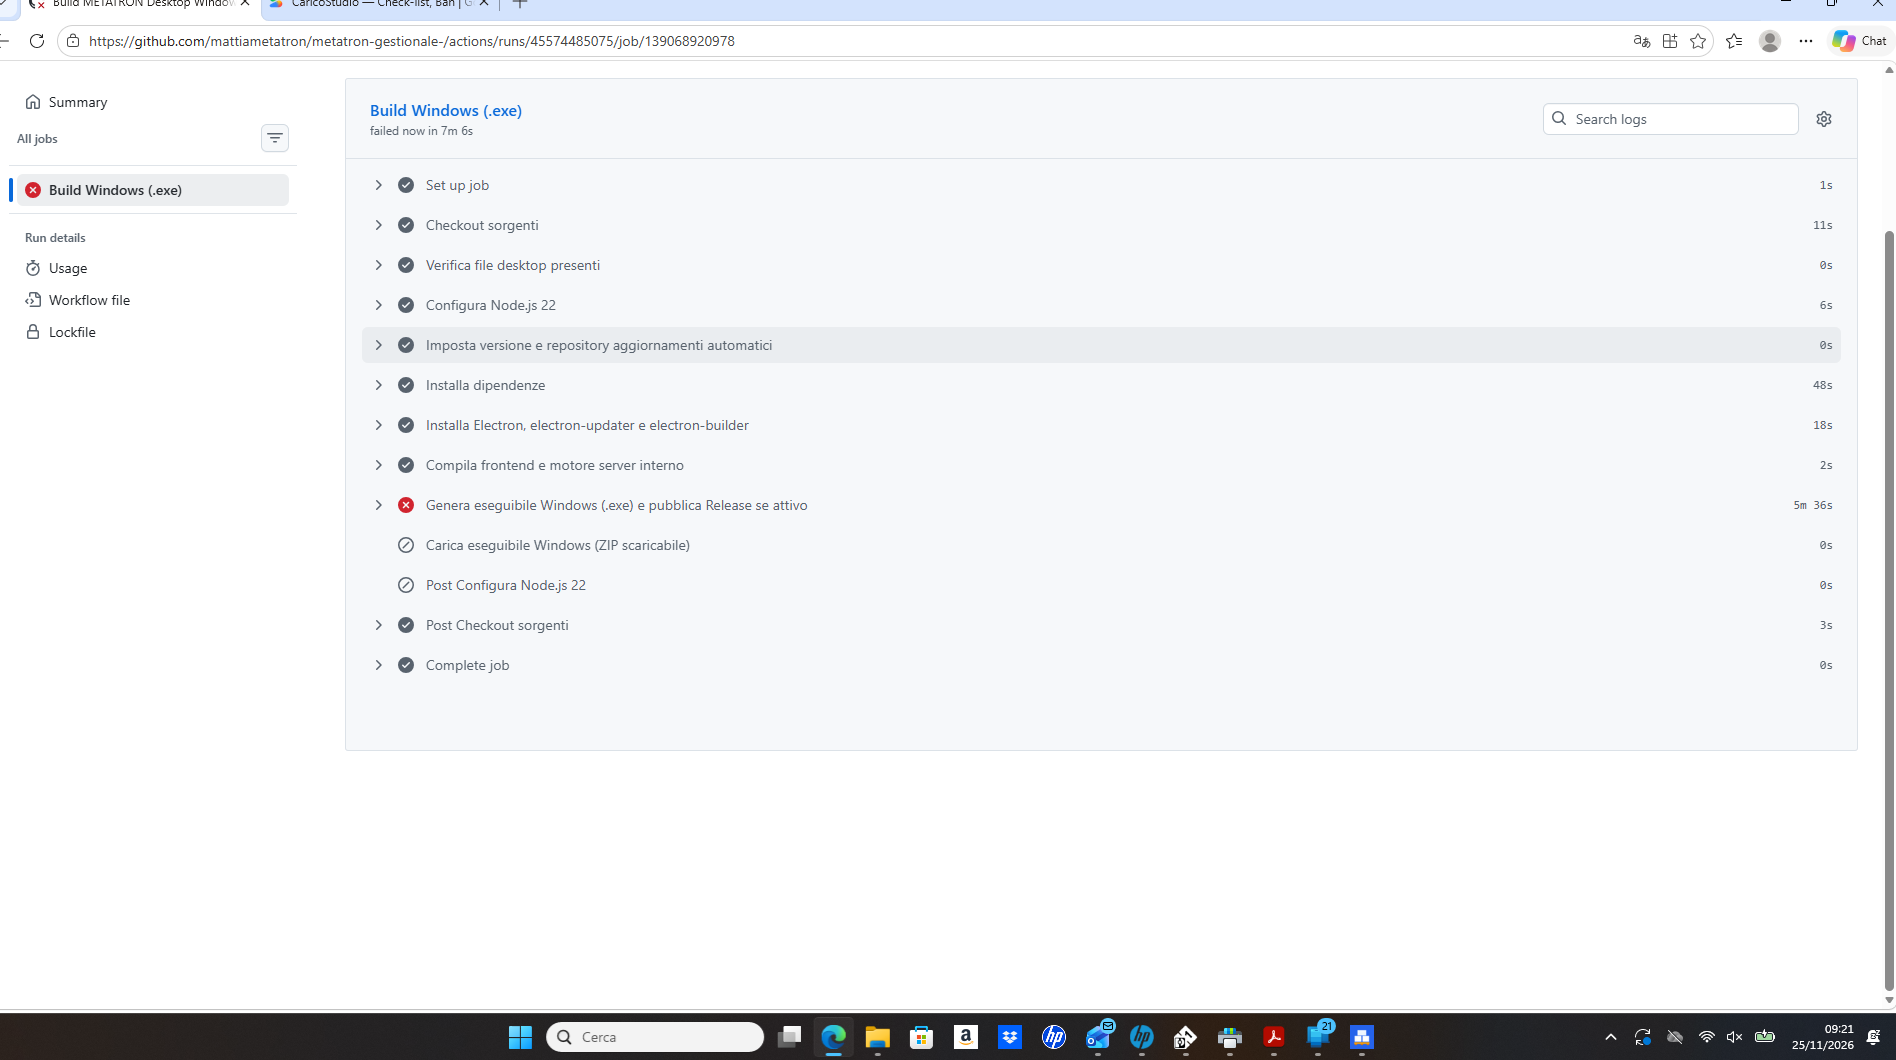 Build METATRON Desktop Window
CaricoStudio — Check-list, Ban | G
https://github.com/mattiametatron/metatron-gestionale-/actions/runs/45574485075/job/139068920978
Chat
Summary
All jobs
Build Windows (.exe)
Run details
Usage
Workflow file
Lockfile
Build Windows (.exe)
failed now in 7m 6s
Search logs
Set up job 1s
Checkout sorgenti 11s
Verifica file desktop presenti 0s
Configura Node.js 22 6s
Imposta versione e repository aggiornamenti automatici 0s
Installa dipendenze 48s
Installa Electron, electron-updater e electron-builder 18s
Compila frontend e motore server interno 2s
Genera eseguibile Windows (.exe) e pubblica Release se attivo 5m 36s
Carica eseguibile Windows (ZIP scaricabile) 0s
Post Configura Node.js 22 0s
Post Checkout sorgenti 3s
Complete job 0s
Cerca
21
09:21
25/11/2026